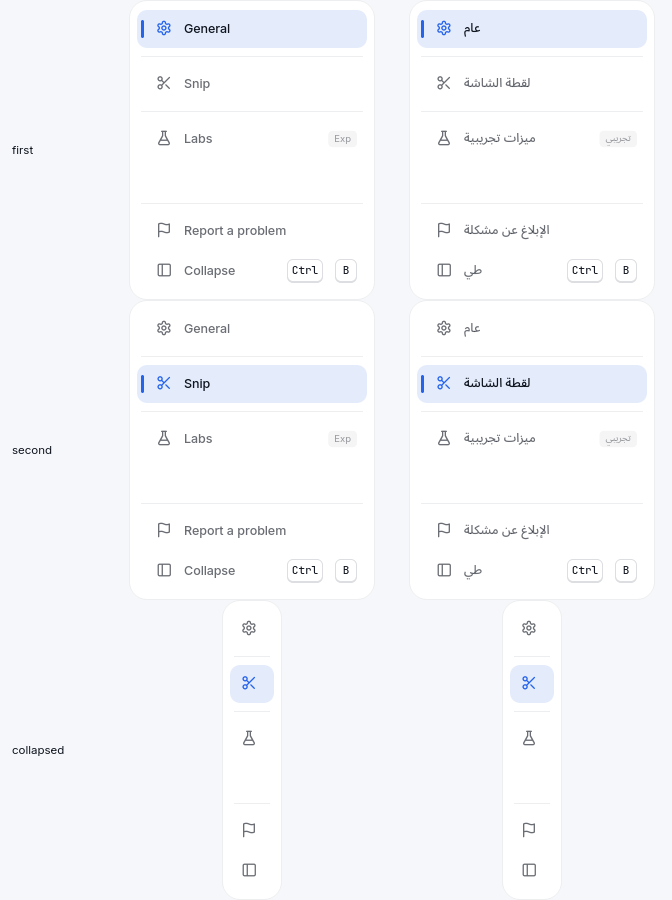 General
عام
Snip
لقطة الشاشة
Labs Exp
ميزات تجريبية تجريبي
first
Report a problem
الإبلاغ عن مشكلة
Collapse Ctrl B
طي Ctrl B
General
عام
Snip
لقطة الشاشة
Labs Exp
ميزات تجريبية تجريبي
second
Report a problem
الإبلاغ عن مشكلة
Collapse Ctrl B
طي Ctrl B
collapsed